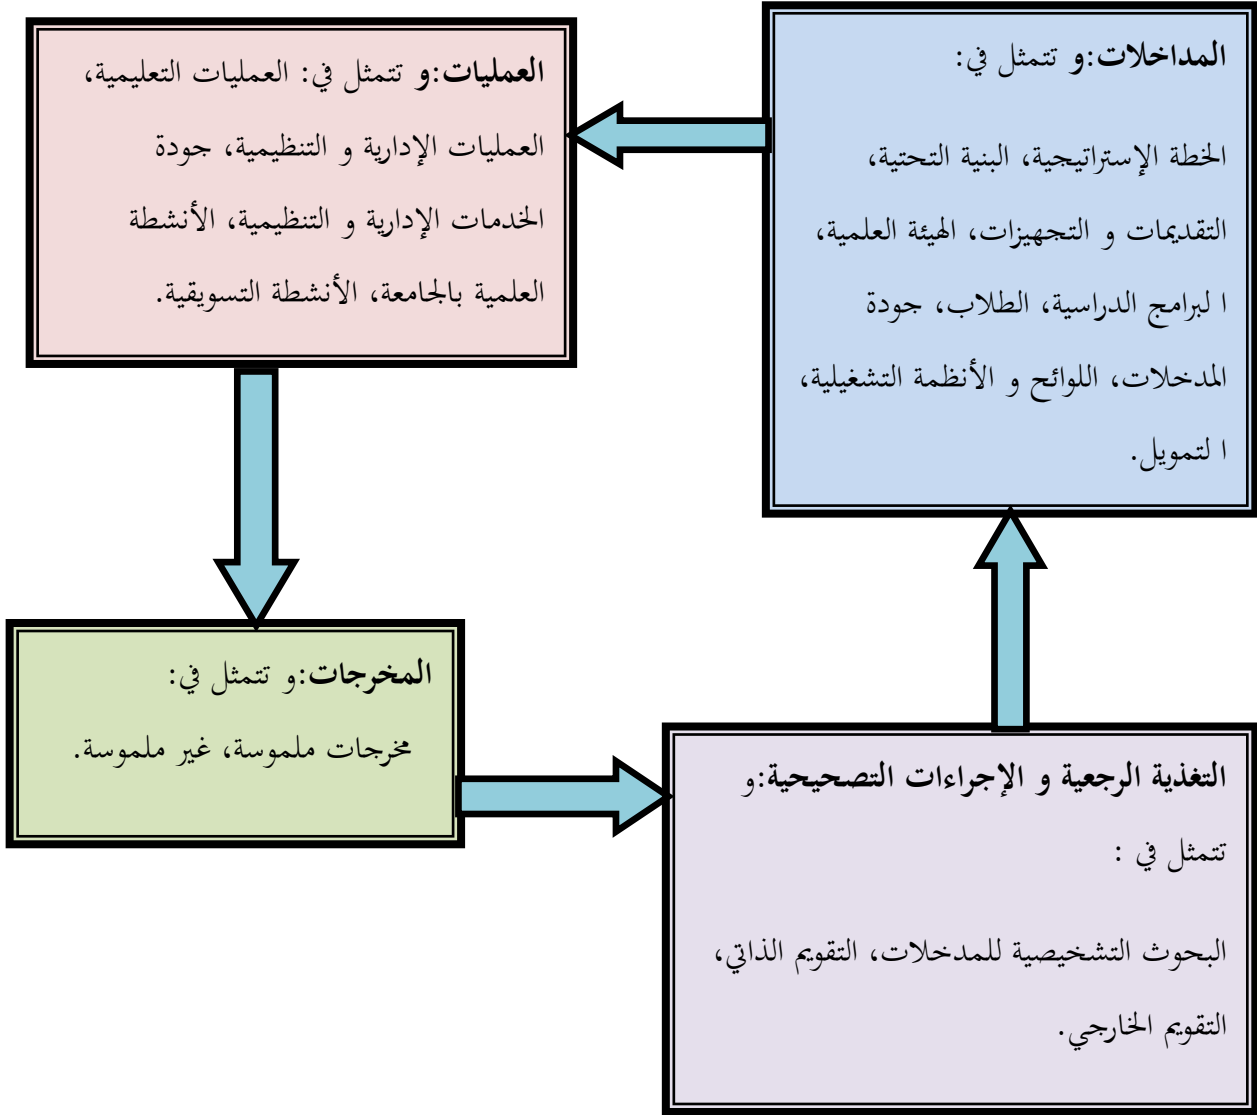 المداخلات:و تتمثل في:
الخطة الإستراتيجية، البنية التحتية،
التقديمات و التجهيزات، الهيئة العلمية،
ا لبرامج الدراسية، الطلاب، جودة
المدخلات، اللوائح و الأنظمة التشغيلية،
ا لتمويل.
العمليات:و تتمثل في: العمليات التعليمية،
العمليات الإدارية و التنظيمية، جودة
الخدمات الإدارية و التنظيمية، الأنشطة
العلمية بالجامعة، الأنشطة التسويقية.
المخرجات:و تتمثل في:
مخرجات ملموسة، غير ملموسة.
التغذية الرجعية و الإجراءات التصحيحية:و
تتمثل في :
البحوث التشخيصية للمدخلات، التقويم الذاتي،
التقويم الخارجي.